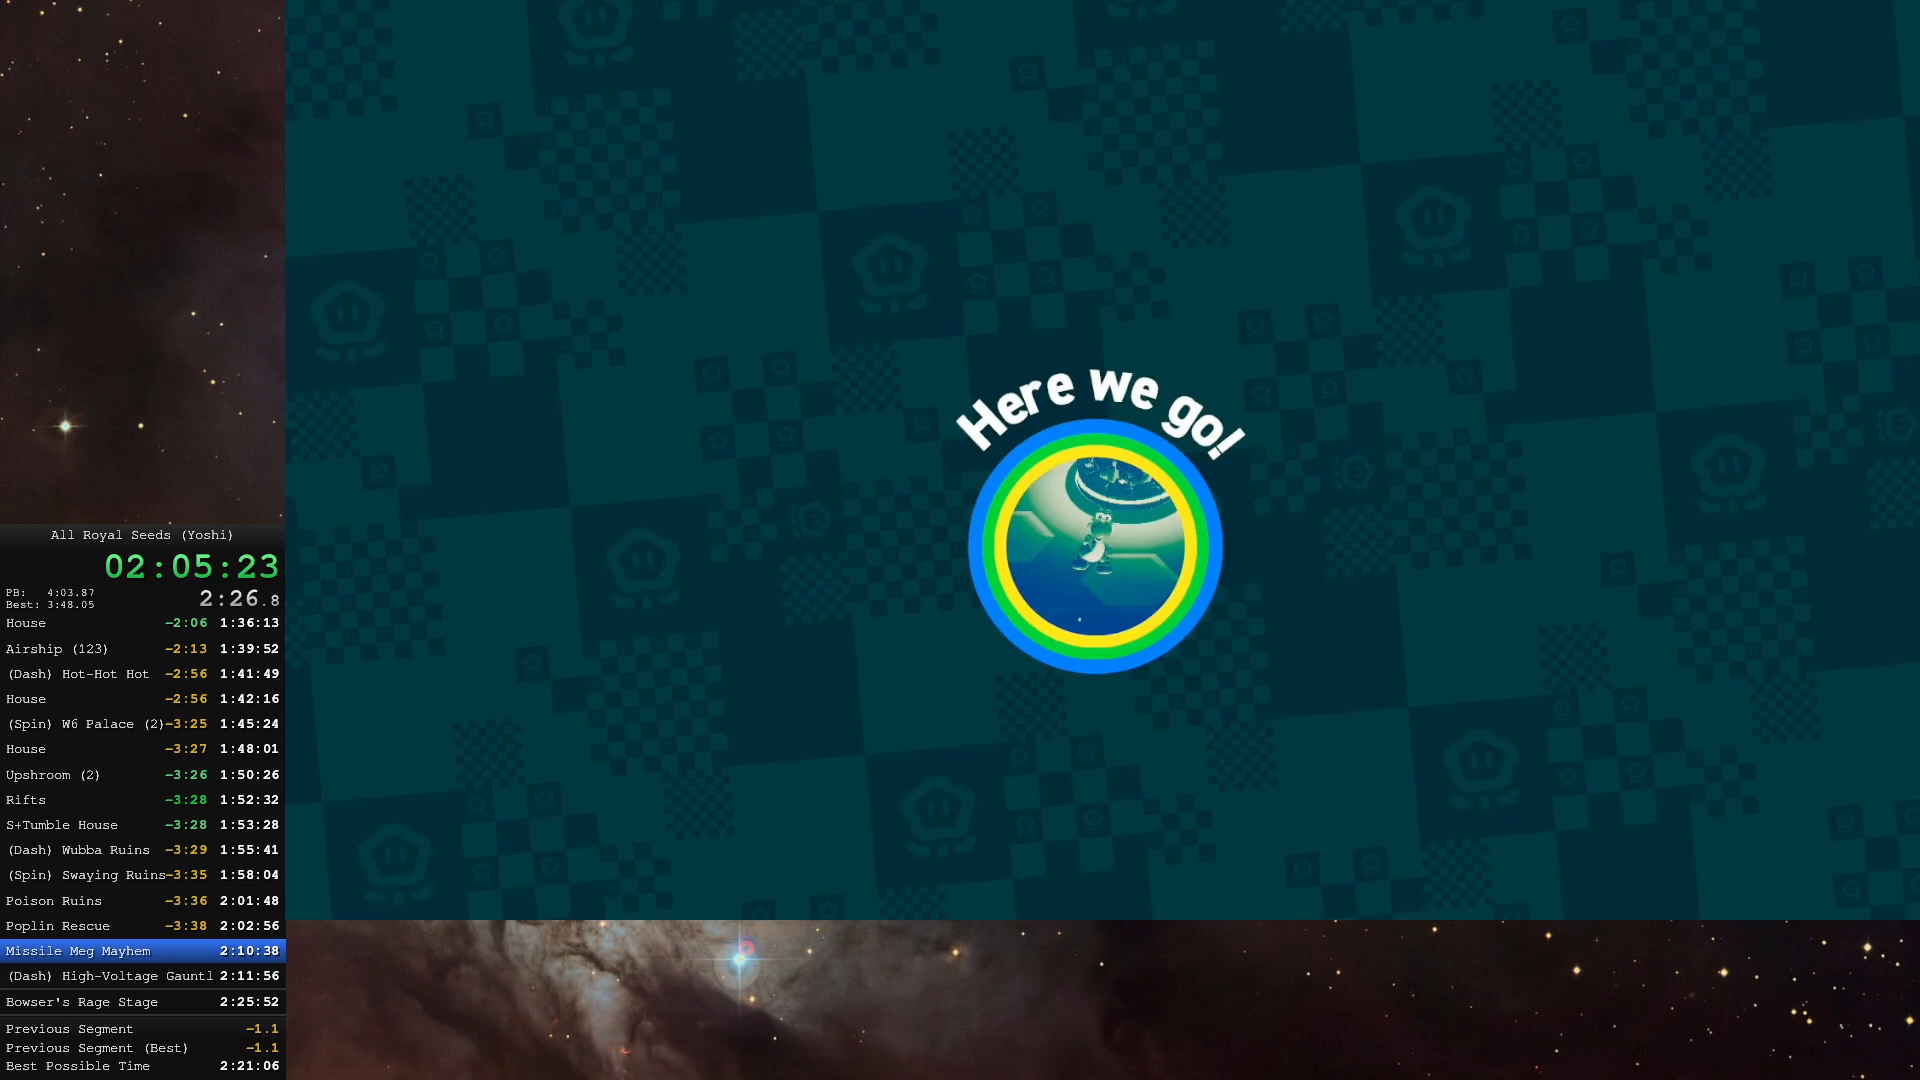 Here we go!
All Royal Seeds (Yoshi)
02:05:23
PB: 4:03.87
Best: 3:48.05
2:26.8
House -2:06 1:36:13
Airship (123) -2:13 1:39:52
(Dash) Hot-Hot Hot -2:56 1:41:49
House -2:56 1:42:16
(Spin) W6 Palace (2) -3:25 1:45:24
House -3:27 1:48:01
Upshroom (2) -3:26 1:50:26
Rifts -3:28 1:52:32
S+Tumble House -3:28 1:53:28
(Dash) Wubba Ruins -3:29 1:55:41
(Spin) Swaying Ruins -3:35 1:58:04
Poison Ruins -3:36 2:01:48
Poplin Rescue -3:38 2:02:56
Missile Meg Mayhem 2:10:38
(Dash) High-Voltage Gauntl 2:11:56
Bowser's Rage Stage 2:25:52
Previous Segment -1.1
Previous Segment (Best) -1.1
Best Possible Time 2:21:06